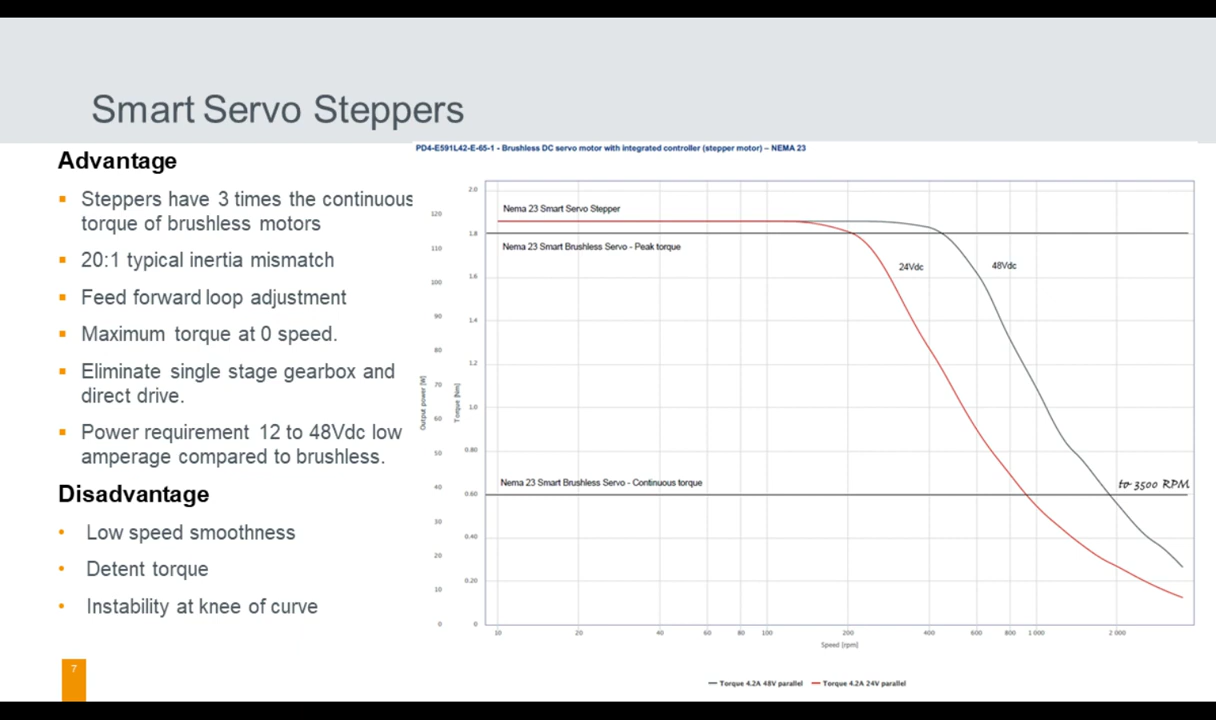 Smart Servo Steppers
Advantage
▪ Steppers have 3 times the continuous
torque of brushless motors
▪ 20:1 typical inertia mismatch
▪ Feed forward loop adjustment
▪ Maximum torque at 0 speed.
▪ Eliminate single stage gearbox and
direct drive.
▪ Power requirement 12 to 48Vdc low
amperage compared to brushless.
Disadvantage
• Low speed smoothness
• Detent torque
• Instability at knee of curve
7
PD4-E591L42-E-65-1 - Brushless DC servo motor with integrated controller (stepper motor) – NEMA 23
Output power [W]
120
110
100
90
80
70
60
50
40
30
20
10
0
Torque [Nm]
2.0
1.8
1.6
1.4
1.2
1.0
0.80
0.60
0.40
0.20
0
Nema 23 Smart Servo Stepper
Nema 23 Smart Brushless Servo - Peak torque
24Vdc
48Vdc
Nema 23 Smart Brushless Servo - Continuous torque
to 3500 RPM
10 20 40 60 80 100 200 400 600 800 1 000 2 000
Speed [rpm]
Torque 4.2A 48V parallel Torque 4.2A 24V parallel